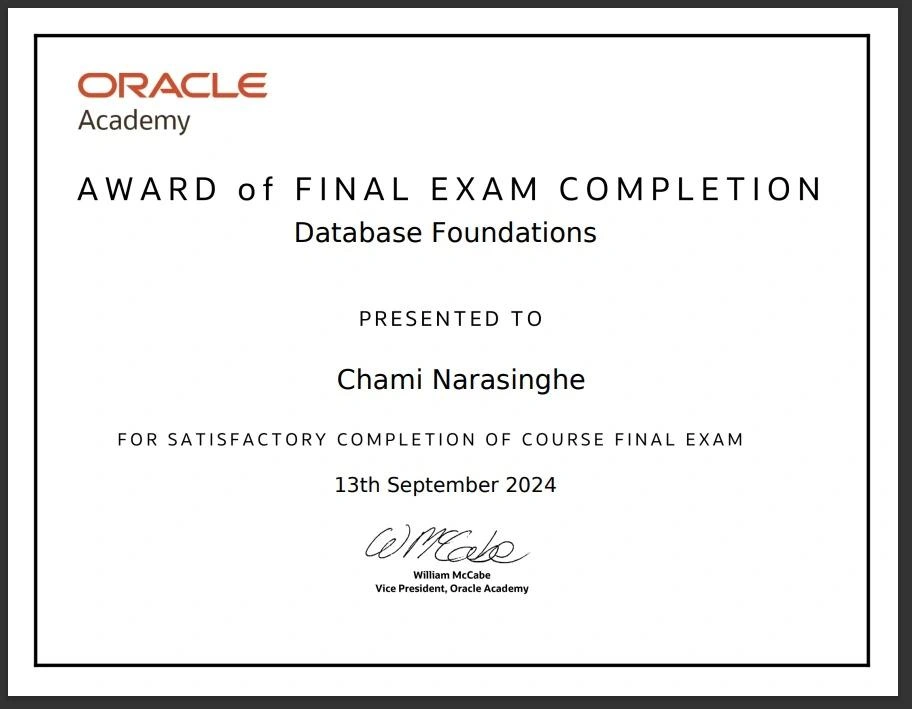 ORACLE
Academy
AWARD of FINAL EXAM COMPLETION
Database Foundations
PRESENTED TO
Chami Narasinghe
FOR SATISFACTORY COMPLETION OF COURSE FINAL EXAM
13th September 2024
W McCabe
William McCabe
Vice President, Oracle Academy